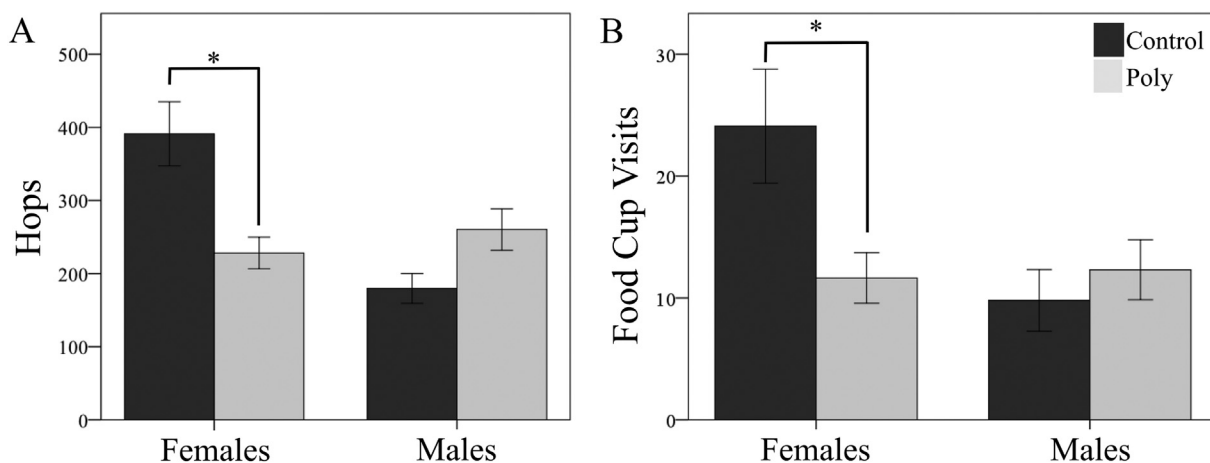 A
Hops
500
400
300
200
100
0
*
Females
Males
B
Food Cup Visits
30
20
10
0
*
Control
Poly
Females
Males